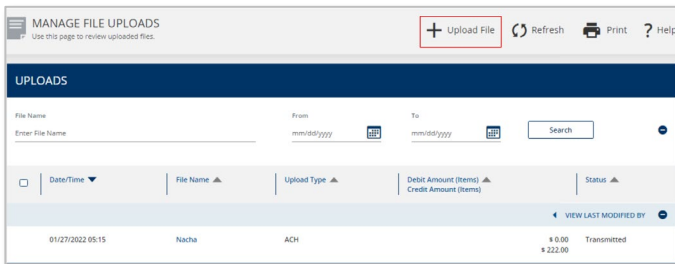 MANAGE FILE UPLOADS
Use this page to review uploaded files.
Upload File
Refresh
Print
? Help
UPLOADS
File Name
From
To
Enter File Name
mm/dd/yyyy
mm/dd/yyyy
Search
Date/Time
File Name
Upload Type
Debit Amount (Items)
Credit Amount (Items)
Status
VIEW LAST MODIFIED BY
01/27/2022 05:15
Nacha
ACH
$ 0.00
$ 222.00
Transmitted